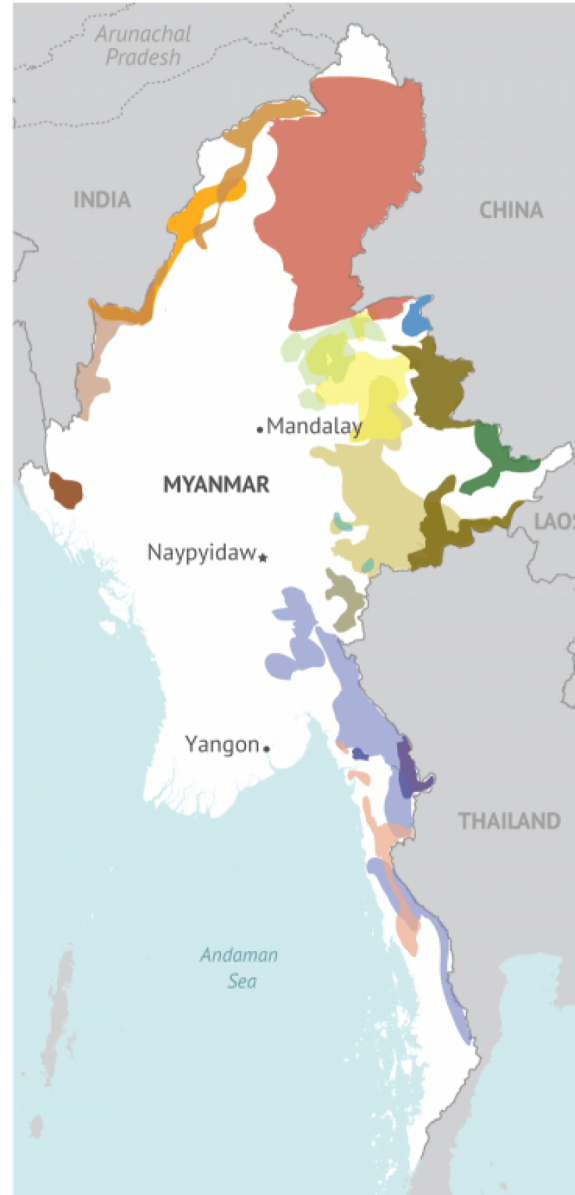 Arunachal
Pradesh
INDIA
CHINA
Mandalay
MYANMAR
LAOS
Naypyidaw
Yangon
THAILAND
Andaman
Sea